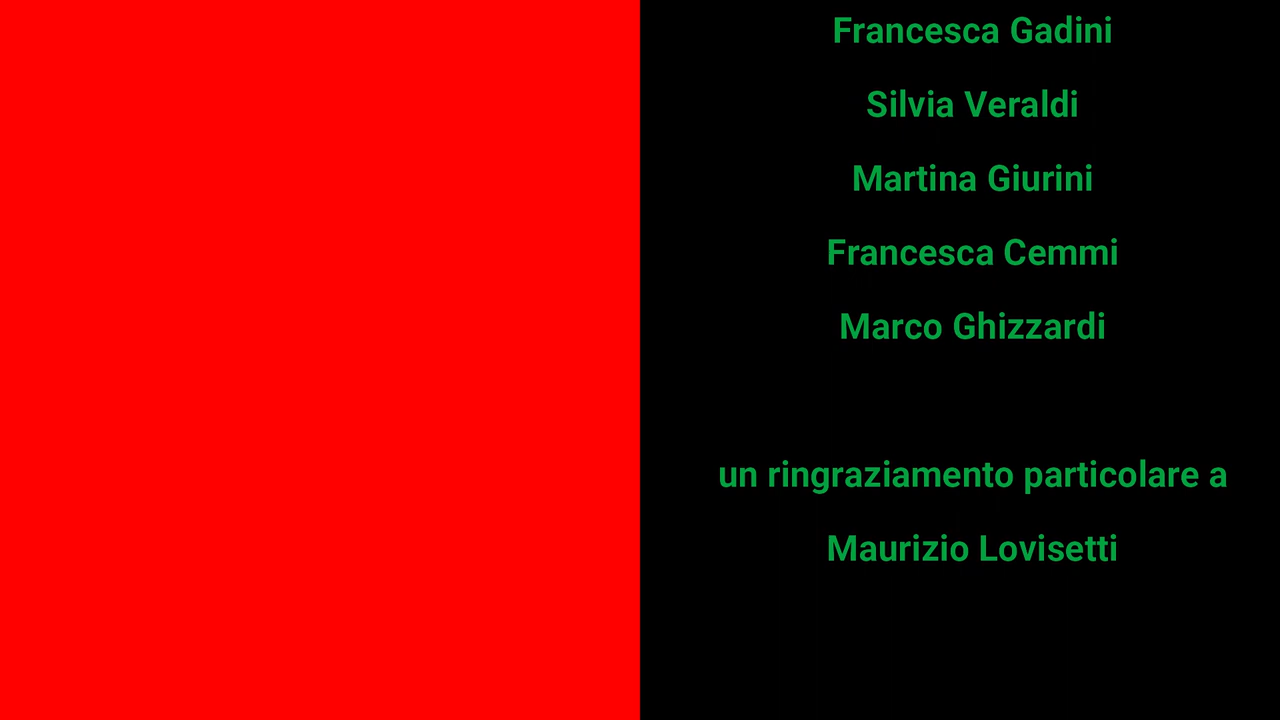 Francesca Gadini
Silvia Veraldi
Martina Giurini
Francesca Cemmi
Marco Ghizzardi
un ringraziamento particolare a
Maurizio Lovisetti